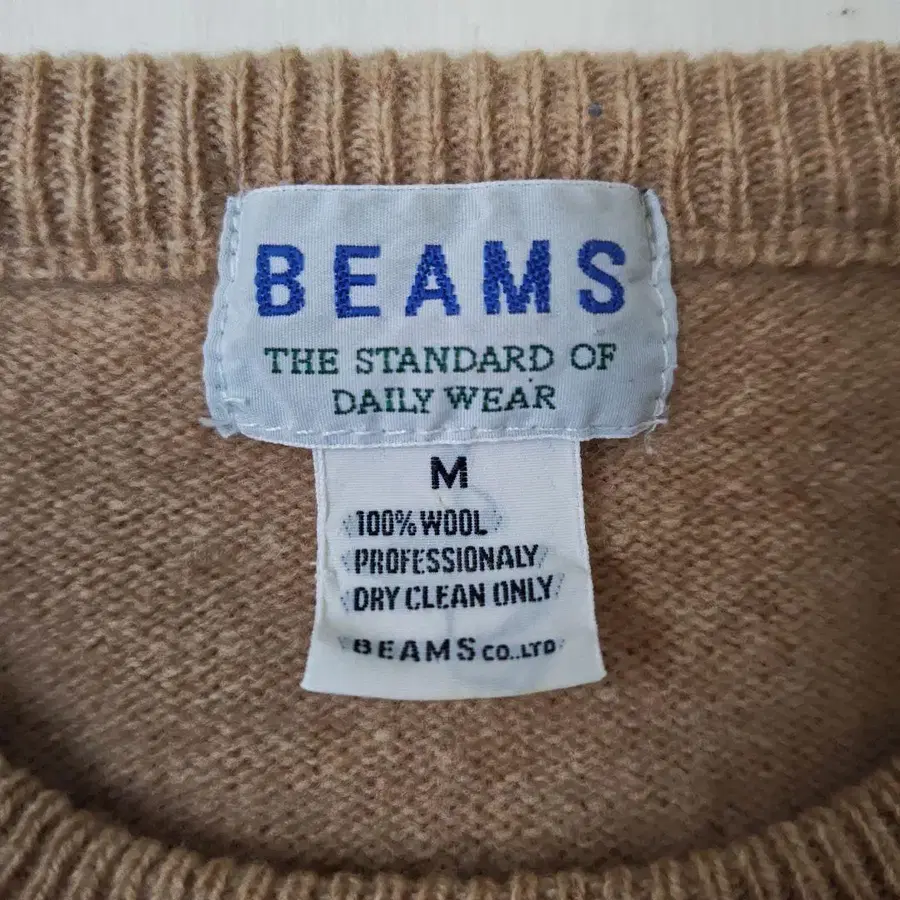 BEAMS
THE STANDARD OF
DAILY WEAR
M
100% WOOL
PROFESSIONALY
DRY CLEAN ONLY
BEAMS CO.,LTD.